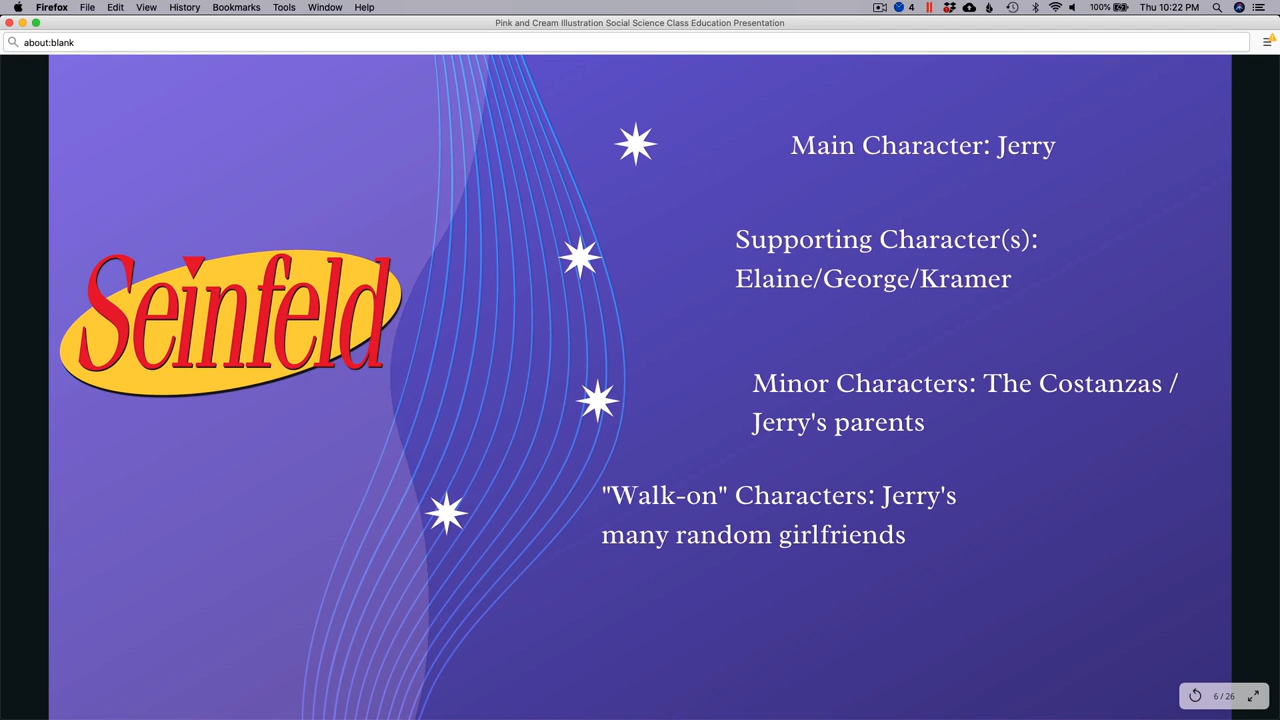 Firefox File Edit View History Bookmarks Tools Window Help 4 100% Thu 10:22 PM
Pink and Cream Illustration Social Science Class Education Presentation
about:blank
Main Character: Jerry
Supporting Character(s):
Elaine/George/Kramer
Seinfeld
Minor Characters: The Costanzas /
Jerry's parents
"Walk-on" Characters: Jerry's
many random girlfriends
6 / 26